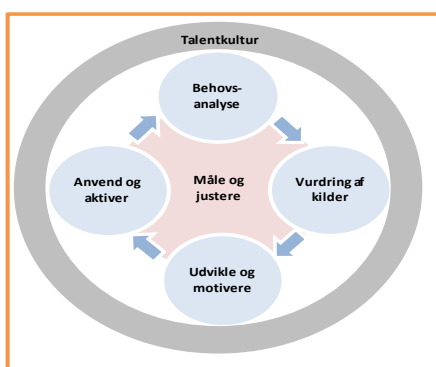 Talentkultur
Behovs-
analyse
Anvend og
aktiver
Måle og
justere
Vurdring af
kilder
Udvikle og
motivere